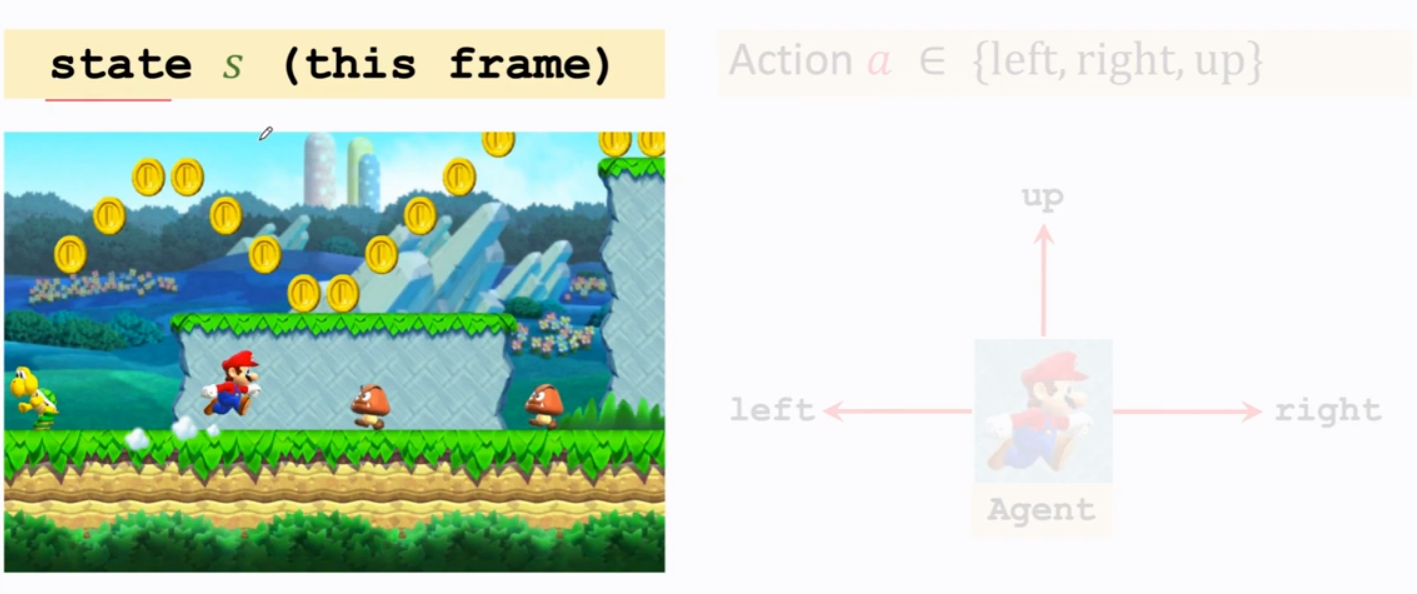 state s (this frame)
Action a ∈ {left, right, up}
up
left
right
Agent